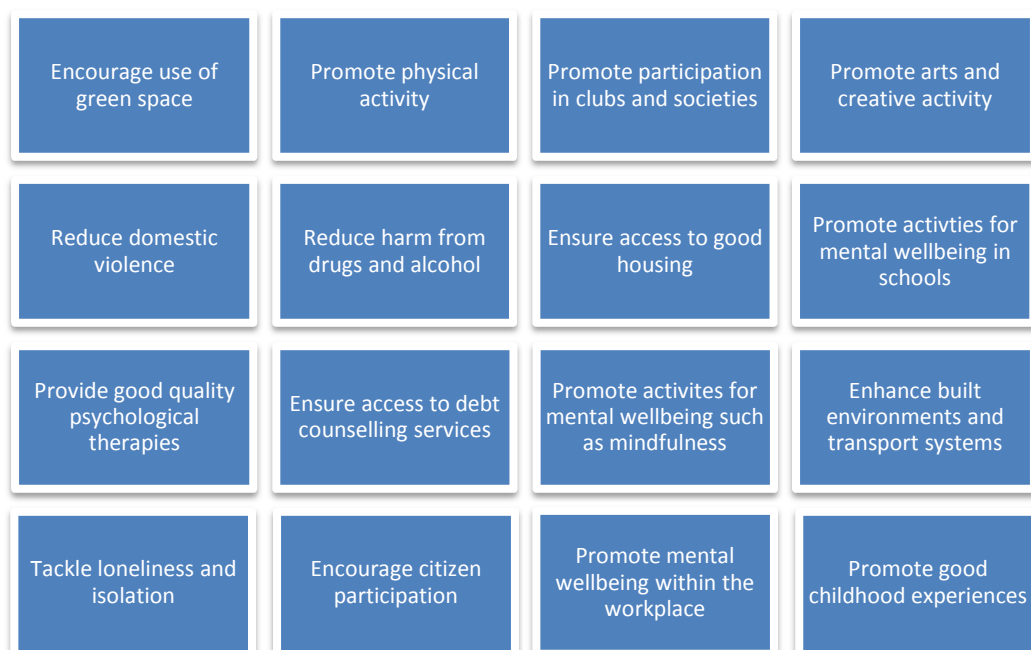 Encourage use of
green space
Promote physical
activity
Promote participation
in clubs and societies
Promote arts and
creative activity
Reduce domestic
violence
Reduce harm from
drugs and alcohol
Ensure access to good
housing
Promote activties for
mental wellbeing in
schools
Provide good quality
psychological
therapies
Ensure access to debt
counselling services
Promote activites for
mental wellbeing such
as mindfulness
Enhance built
environments and
transport systems
Tackle loneliness and
isolation
Encourage citizen
participation
Promote mental
wellbeing within the
workplace
Promote good
childhood experiences